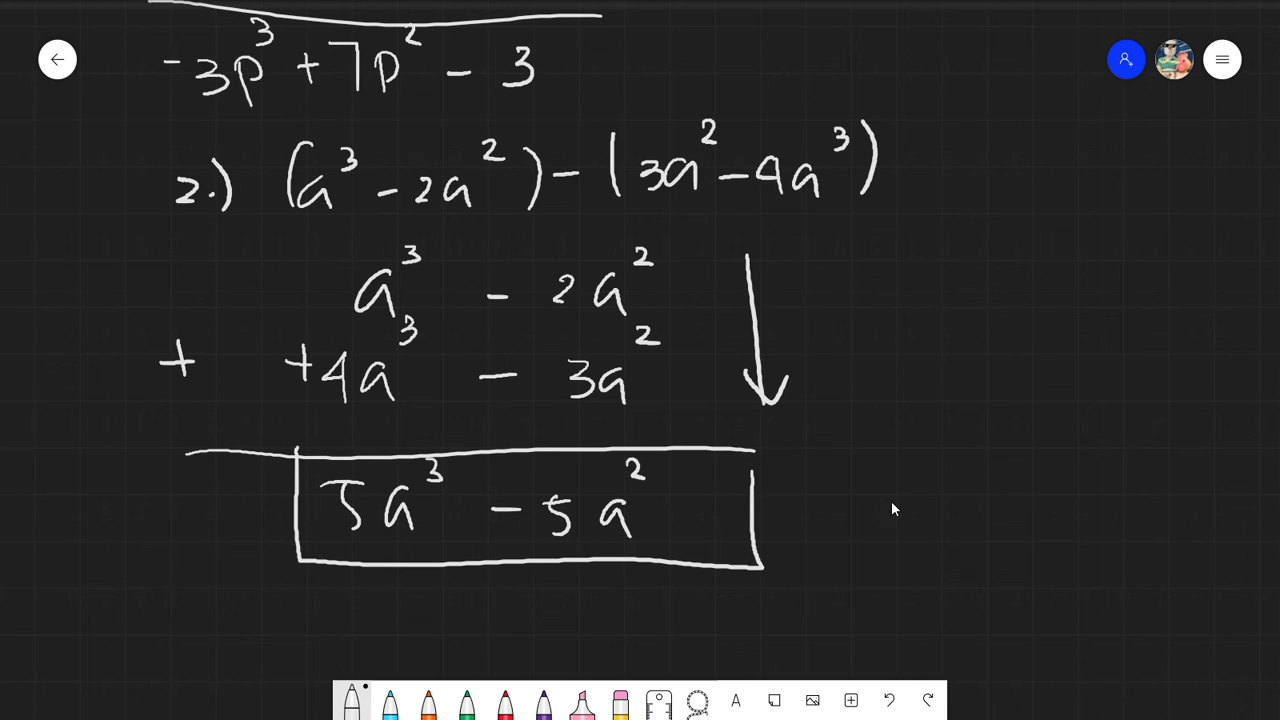 -3p³ + 7p² - 3
2.) (a³ - 2a²) - (3a² - 4a³)
a³ - 2a²
+ +4a³ - 3a²
5a³ - 5a²
A